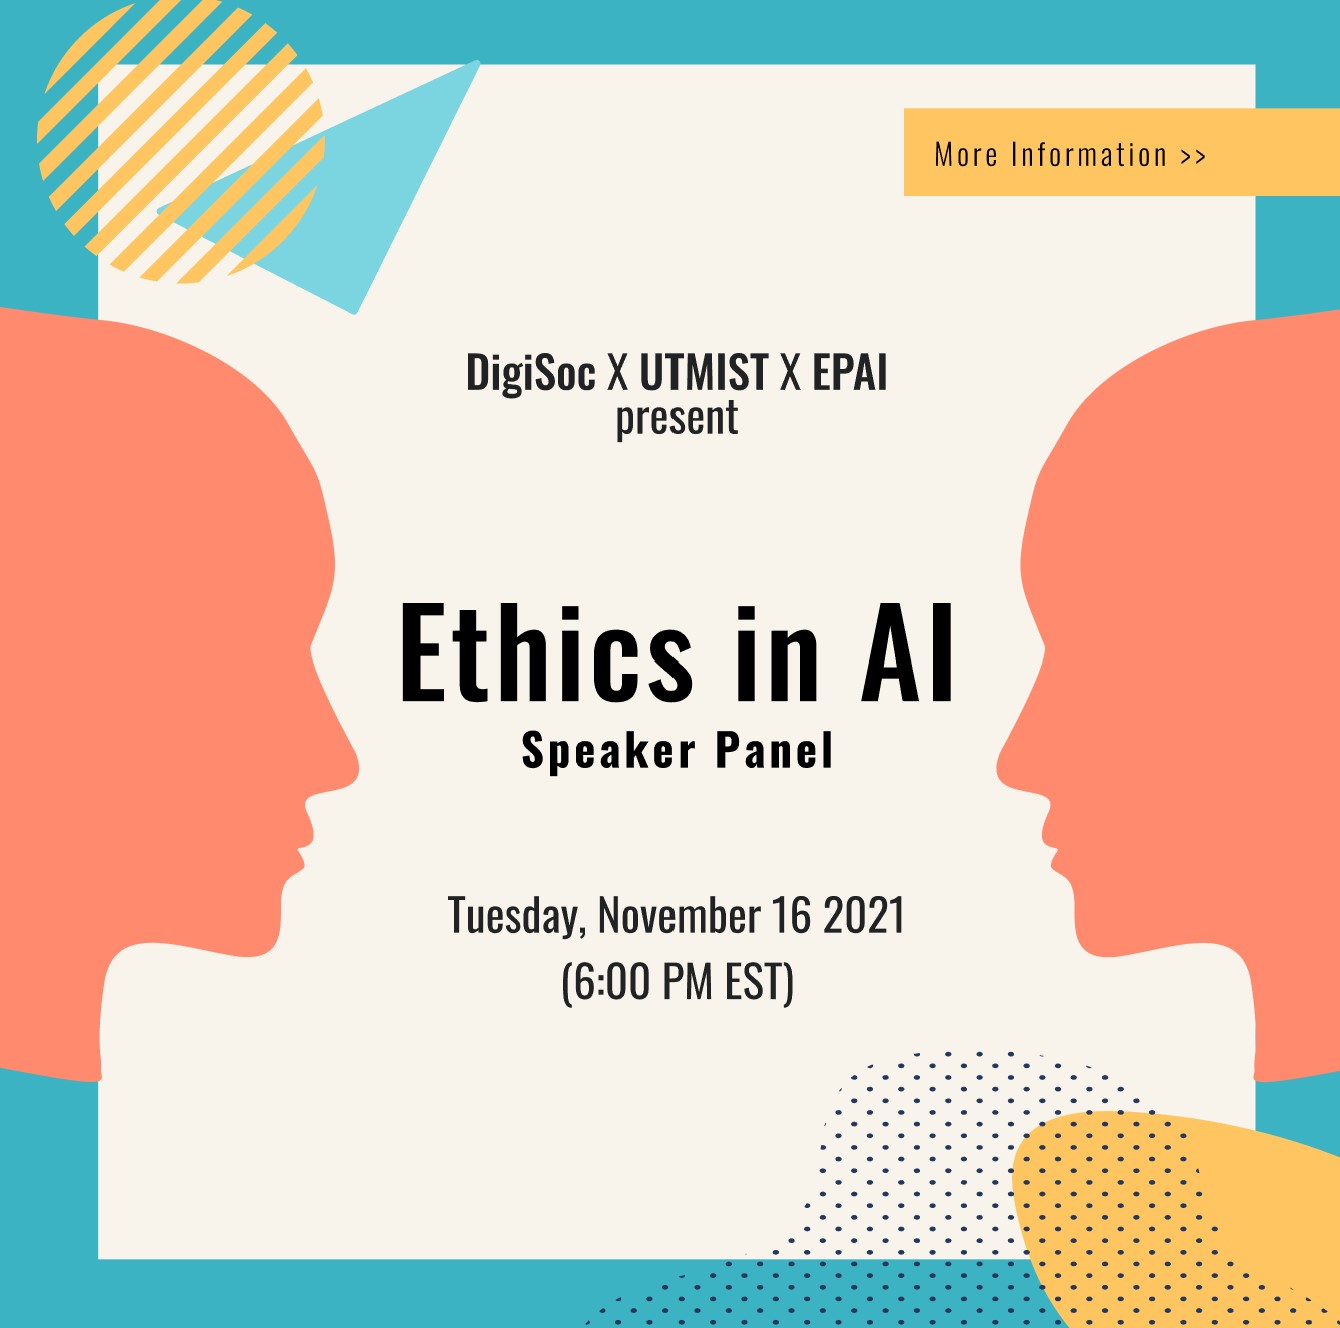 More Information >>
DigiSoc X UTMIST X EPAI
present
Ethics in AI
Speaker Panel
Tuesday, November 16 2021
(6:00 PM EST)